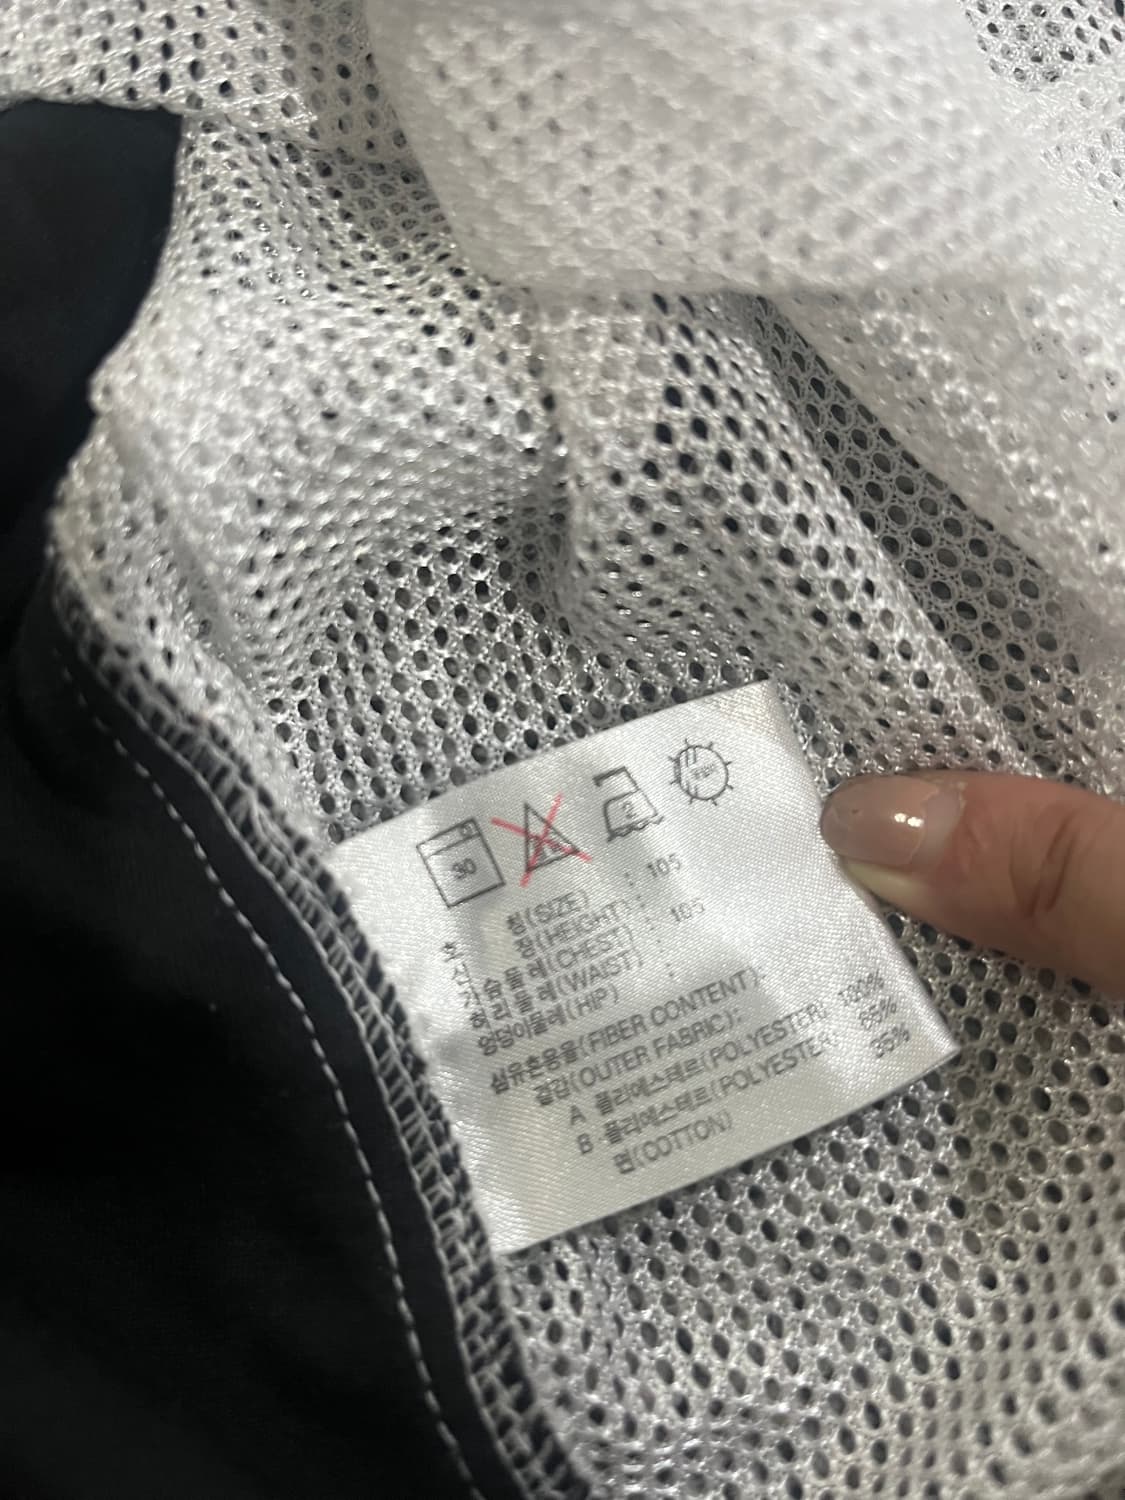 30
호칭(SIZE) : 105
신장(HEIGHT) :
가슴둘레(CHEST) : 105
허리둘레(WAIST) :
엉덩이둘레(HIP) :
섬유혼용율(FIBER CONTENT):
겉감(OUTER FABRIC):
A 폴리에스테르(POLYESTER): 100%
B 폴리에스테르(POLYESTER: 65%
면(COTTON) 35%